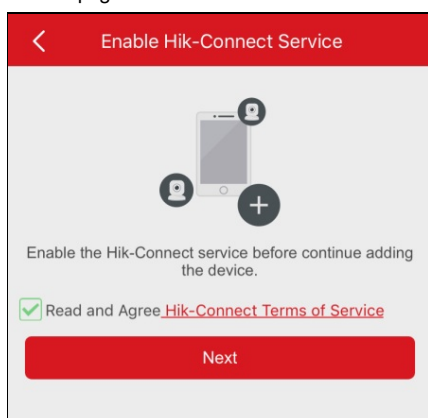 Enable Hik-Connect Service
Enable the Hik-Connect service before continue adding
the device.
Read and Agree Hik-Connect Terms of Service
Next